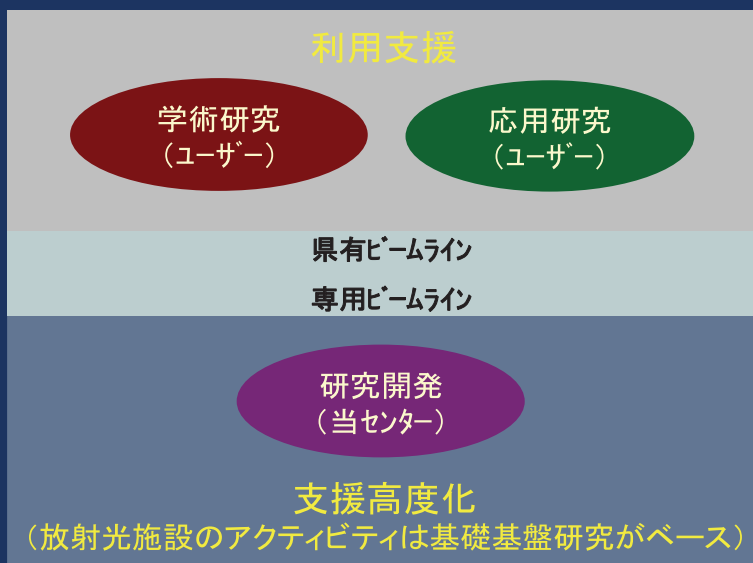 利用支援
学術研究
（ﾕｰｻﾞｰ）
応用研究
（ﾕｰｻﾞｰ）
県有ﾋﾞｰﾑﾗｲﾝ
専用ﾋﾞｰﾑﾗｲﾝ
研究開発
（当ｾﾝﾀｰ）
支援高度化
（放射光施設のアクティビティは基礎基盤研究がベース）